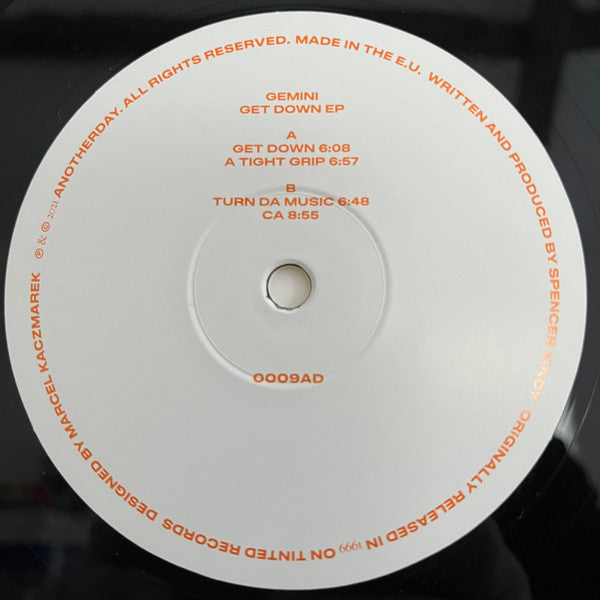 GEMINI
GET DOWN EP
A
GET DOWN 6:08
A TIGHT GRIP 6:57
B
TURN DA MUSIC 6:48
CA 8:55
0009AD
℗ & © 2021 ANOTHERDAY. ALL RIGHTS RESERVED. MADE IN THE E.U. WRITTEN AND PRODUCED BY SPENCER KINCY ORIGINALLY RELEASED IN 1999 ON TINTED RECORDS DESIGNED BY MARCEL KACZMAREK